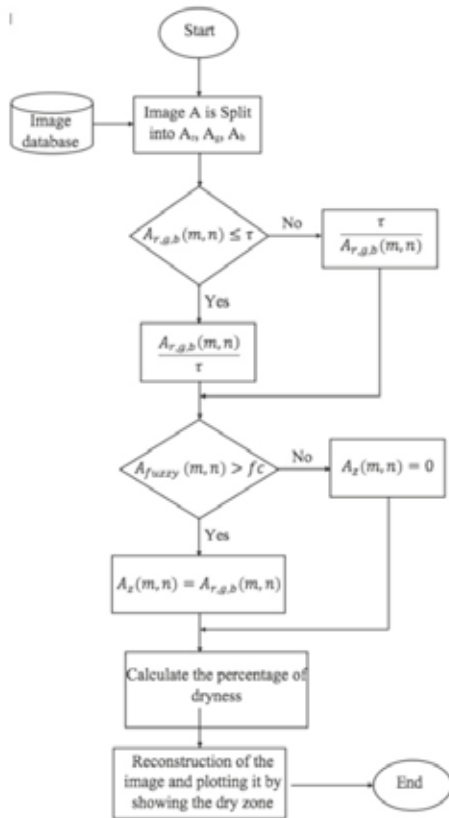 Start
Image
database
Image A is Split
into Aᵣ, A_g, A_b
A_{r,g,b}(m, n) ≤ τ
No
τ
A_{r,g,b}(m, n)
Yes
A_{r,g,b}(m, n)
τ
A_{fuzzy}(m, n) > fc
No
A_z(m, n) = 0
Yes
A_z(m, n) = A_{r,g,b}(m, n)
Calculate the percentage of
dryness
Reconstruction of the
image and plotting it by
showing the dry zone
End